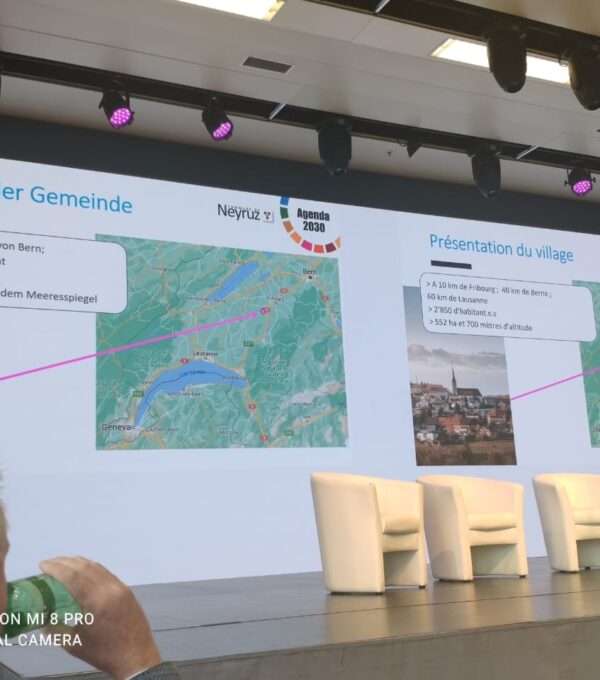 der Gemeinde
von Bern;
dem Meeresspiegel
Neyruz
Agenda
2030
Bern
Fribourg
Lausanne
Geneva
Présentation du village
> A 10 km de Fribourg ; 40 km de Berne ;
60 km de Lausanne
> 2'850 d'habitant.e.s
> 552 ha et 700 mètres d'altitude
ON MI 8 PRO
AL CAMERA